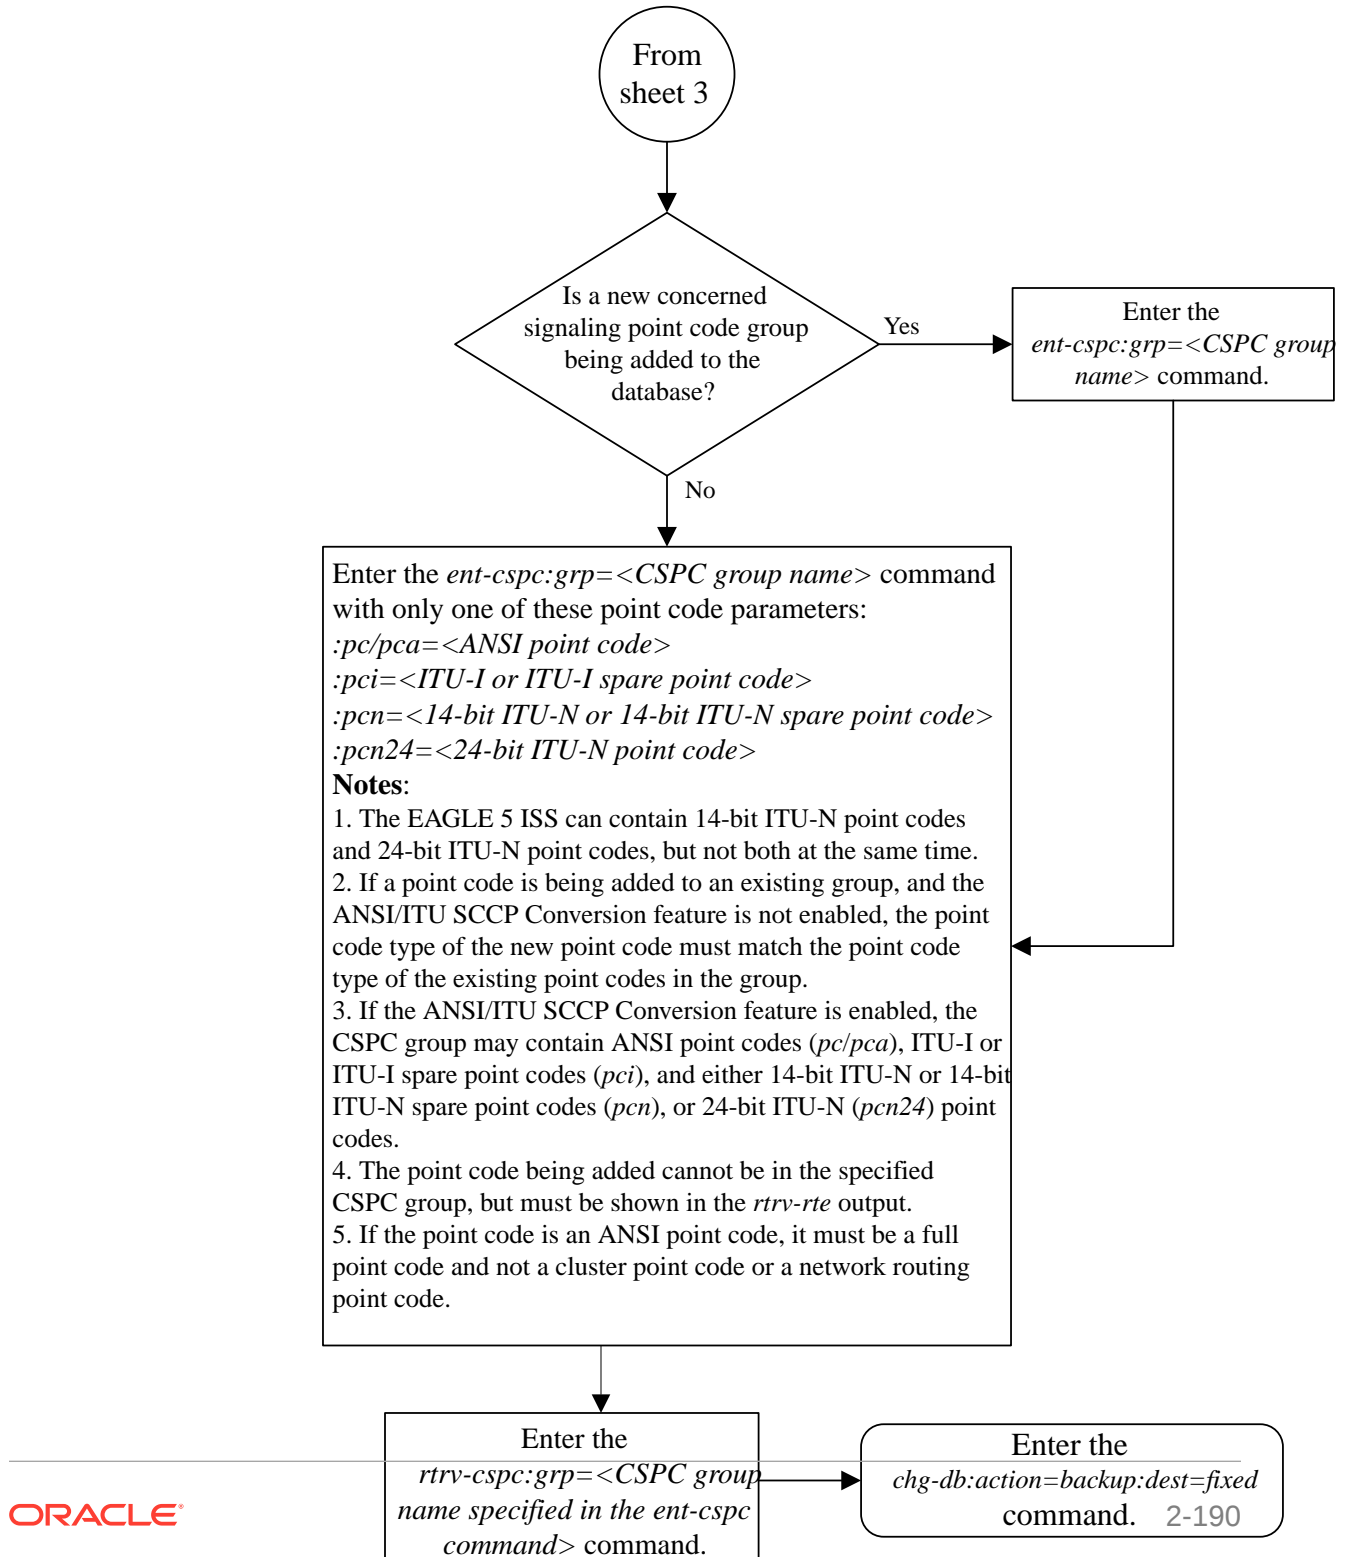 From
sheet 3
Is a new concerned
signaling point code group
being added to the
database?
Yes
Enter the
ent-cspc:grp=<CSPC group
name> command.
No
Enter the ent-cspc:grp=<CSPC group name> command
with only one of these point code parameters:
:pc/pca=<ANSI point code>
:pci=<ITU-I or ITU-I spare point code>
:pcn=<14-bit ITU-N or 14-bit ITU-N spare point code>
:pcn24=<24-bit ITU-N point code>
Notes:
1. The EAGLE 5 ISS can contain 14-bit ITU-N point codes
and 24-bit ITU-N point codes, but not both at the same time.
2. If a point code is being added to an existing group, and the
ANSI/ITU SCCP Conversion feature is not enabled, the point
code type of the new point code must match the point code
type of the existing point codes in the group.
3. If the ANSI/ITU SCCP Conversion feature is enabled, the
CSPC group may contain ANSI point codes (pc/pca), ITU-I or
ITU-I spare point codes (pci), and either 14-bit ITU-N or 14-bit
ITU-N spare point codes (pcn), or 24-bit ITU-N (pcn24) point
codes.
4. The point code being added cannot be in the specified
CSPC group, but must be shown in the rtrv-rte output.
5. If the point code is an ANSI point code, it must be a full
point code and not a cluster point code or a network routing
point code.
Enter the
rtrv-cspc:grp=<CSPC group
name specified in the ent-cspc
command> command.
Enter the
chg-db:action=backup:dest=fixed
command.
ORACLE®
2-190